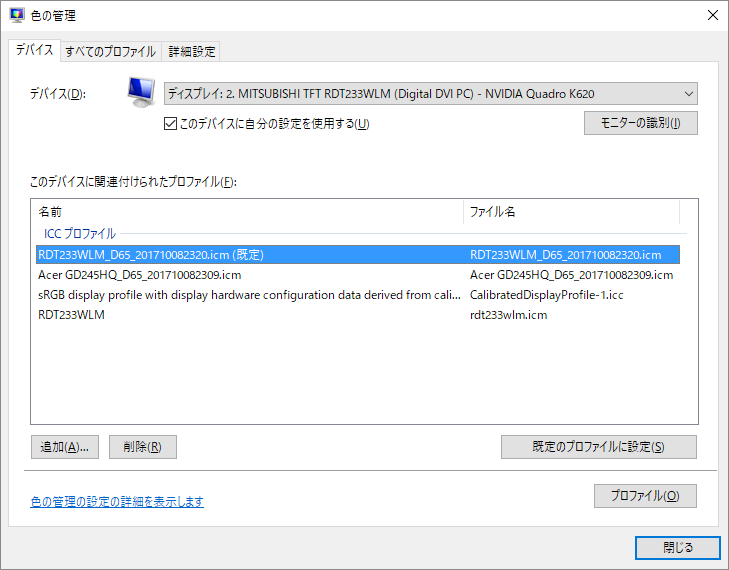 色の管理
デバイス すべてのプロファイル 詳細設定
デバイス(D): ディスプレイ: 2. MITSUBISHI TFT RDT233WLM (Digital DVI PC) - NVIDIA Quadro K620
このデバイスに自分の設定を使用する(U) モニターの識別(I)
このデバイスに関連付けられたプロファイル(F):
名前 ファイル名
ICC プロファイル
RDT233WLM_D65_201710082320.icm (既定) RDT233WLM_D65_201710082320.icm
Acer GD245HQ_D65_201710082309.icm Acer GD245HQ_D65_201710082309.icm
sRGB display profile with display hardware configuration data derived from cali... CalibratedDisplayProfile-1.icc
RDT233WLM rdt233wlm.icm
追加(A)... 削除(R) 既定のプロファイルに設定(S)
色の管理の設定の詳細を表示します プロファイル(O)
閉じる